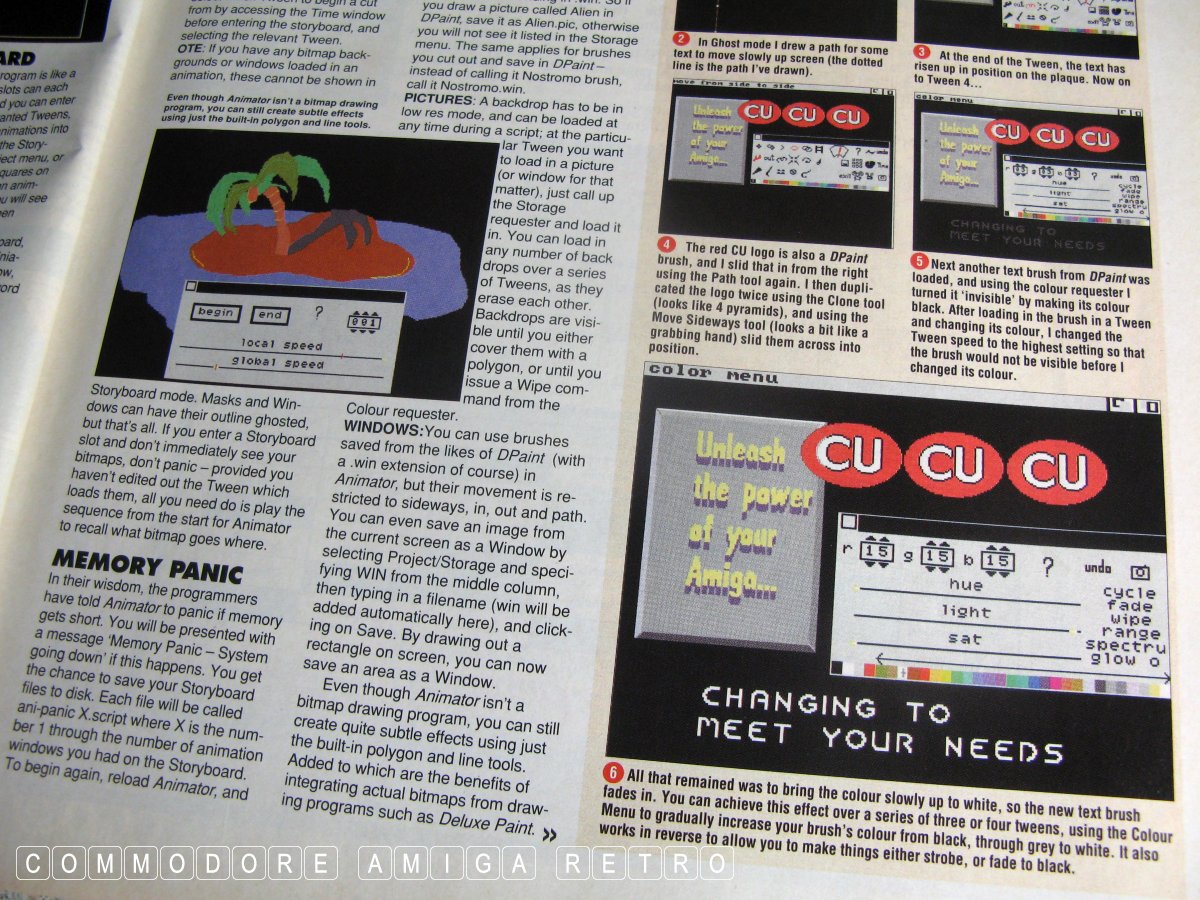 ARD
rogram is like a
slots can each
d you can enter
anted Tweens,
nimations into
the Story-
ject menu, or
quares on
n anim-
u will see
een
oard,
nia-
ow,
ord
from by accessing the Time window
before entering the storyboard, and
selecting the relevant Tween.
OTE: If you have any bitmap back-
grounds or windows loaded in an
animation, these cannot be shown in
Even though Animator isn't a bitmap drawing
program, you can still create subtle effects
using just the built-in polygon and line tools.
begin end ? 001
local speed
global speed
Storyboard mode. Masks and Win-
dows can have their outline ghosted,
but that's all. If you enter a Storyboard
slot and don't immediately see your
bitmaps, don't panic – provided you
haven't edited out the Tween which
loads them, all you need do is play the
sequence from the start for Animator
to recall what bitmap goes where.
MEMORY PANIC
In their wisdom, the programmers
have told Animator to panic if memory
gets short. You will be presented with
a message 'Memory Panic – System
going down' if this happens. You get
the chance to save your Storyboard
files to disk. Each file will be called
ani-panic X.script where X is the num-
ber 1 through the number of animation
windows you had on the Storyboard.
To begin again, reload Animator, and
you draw a picture called Alien in
DPaint, save it as Alien.pic, otherwise
you will not see it listed in the Storage
menu. The same applies for brushes
you cut out and save in DPaint –
instead of calling it Nostromo brush,
call it Nostromo.win.
PICTURES: A backdrop has to be in
low res mode, and can be loaded at
any time during a script; at the particu-
lar Tween you want
to load in a picture
(or window for that
matter), just call up
the Storage
requester and load it
in. You can load in
any number of back
drops over a series
of Tweens, as they
erase each other.
Backdrops are visi-
ble until you either
cover them with a
polygon, or until you
issue a Wipe com-
mand from the
Colour requester.
WINDOWS:You can use brushes
saved from the likes of DPaint (with
a .win extension of course) in
Animator, but their movement is re-
stricted to sideways, in, out and path.
You can even save an image from
the current screen as a Window by
selecting Project/Storage and speci-
fying WIN from the middle column,
then typing in a filename (win will be
added automatically here), and click-
ing on Save. By drawing out a
rectangle on screen, you can now
save an area as a Window.
Even though Animator isn't a
bitmap drawing program, you can still
create quite subtle effects using just
the built-in polygon and line tools.
Added to which are the benefits of
integrating actual bitmaps from draw-
ing programs such as Deluxe Paint. »
2 In Ghost mode I drew a path for some
text to move slowly up screen (the dotted
line is the path I've drawn).
3 At the end of the Tween, the text has
risen up in position on the plaque. Now on
to Tween 4...
move from side to side
Unleash
the power
of your
Amiga...
CU CU CU
color menu
Unleash
the power
of your
Amiga...
CU CU CU
hue
light
sat
undo
cycle
fade
wipe
range
spectru
glow o
CHANGING TO
MEET YOUR NEEDS
4 The red CU logo is also a DPaint
brush, and I slid that in from the right
using the Path tool again. I then dupli-
cated the logo twice using the Clone tool
(looks like 4 pyramids), and using the
Move Sideways tool (looks a bit like a
grabbing hand) slid them across into
position.
5 Next another text brush from DPaint was
loaded, and using the colour requester I
turned it 'invisible' by making its colour
black. After loading in the brush in a Tween
and changing its colour, I changed the
Tween speed to the highest setting so that
the brush would not be visible before I
changed its colour.
color menu
Unleash
the power
of your
Amiga...
CU CU CU
r 15 g 15 b 15 ? undo
hue
light
sat
cycle
fade
wipe
range
spectru
glow o
CHANGING TO
MEET YOUR NEEDS
6 All that remained was to bring the colour slowly up to white, so the new text brush
fades in. You can achieve this effect over a series of three or four tweens, using the Colour
Menu to gradually increase your brush's colour from black, through grey to white. It also
works in reverse to allow you to make things either strobe, or fade to black.
COMMODORE AMIGA RETRO